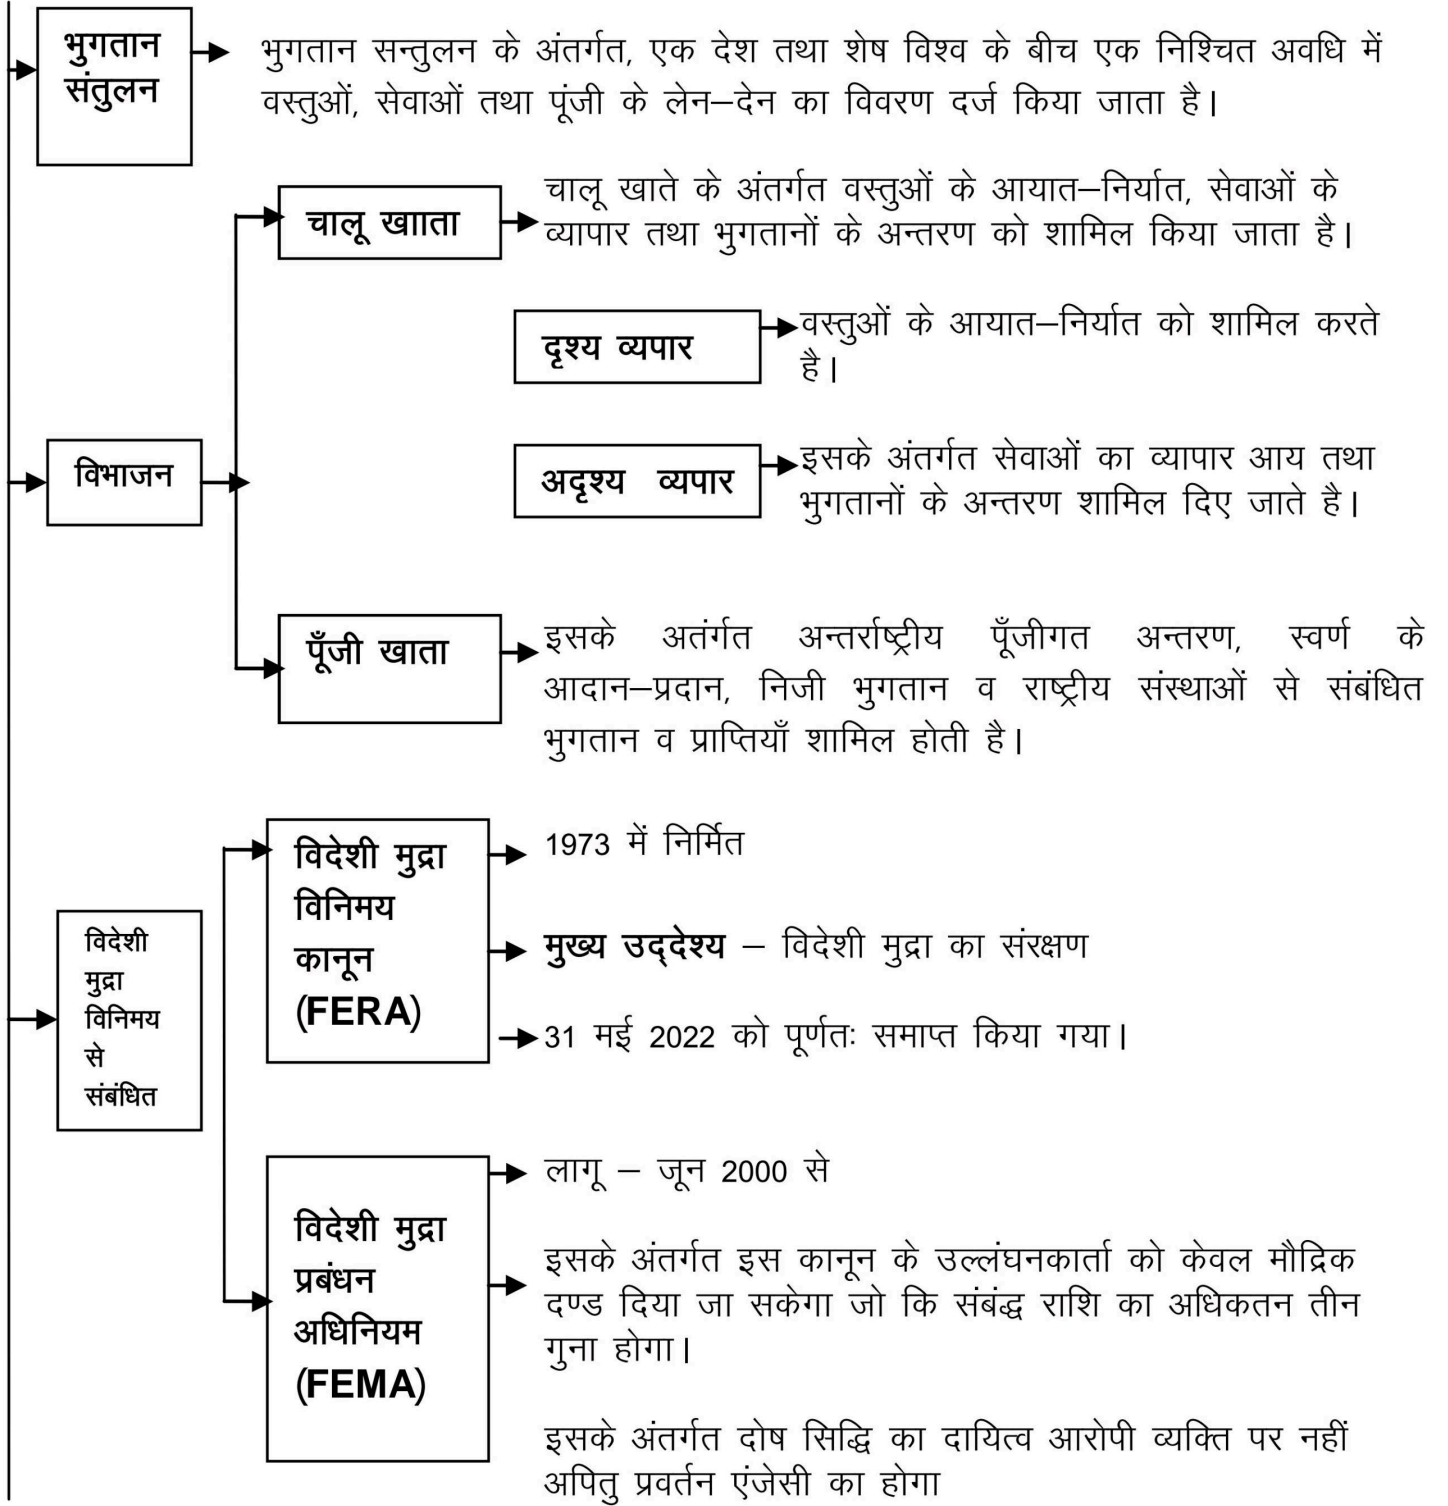 भुगतान
संतुलन
भुगतान सन्तुलन के अंतर्गत, एक देश तथा शेष विश्व के बीच एक निश्चित अवधि में
वस्तुओं, सेवाओं तथा पूंजी के लेन–देन का विवरण दर्ज किया जाता है।
चालू खााता
चालू खाते के अंतर्गत वस्तुओं के आयात–निर्यात, सेवाओं के
व्यापार तथा भुगतानों के अन्तरण को शामिल किया जाता है।
दृश्य व्यपार
वस्तुओं के आयात–निर्यात को शामिल करते
है।
विभाजन
अदृश्य व्यपार
इसके अंतर्गत सेवाओं का व्यापार आय तथा
भुगतानों के अन्तरण शामिल दिए जाते है।
पूँजी खाता
इसके अतंर्गत अन्तर्राष्ट्रीय पूँजीगत अन्तरण, स्वर्ण के
आदान–प्रदान, निजी भुगतान व राष्ट्रीय संस्थाओं से संबंधित
भुगतान व प्राप्तियाँ शामिल होती है।
विदेशी
मुद्रा
विनिमय
से
संबंधित
विदेशी मुद्रा
विनिमय
कानून
(FERA)
1973 में निर्मित
मुख्य उद्देश्य – विदेशी मुद्रा का संरक्षण
31 मई 2022 को पूर्णतः समाप्त किया गया।
विदेशी मुद्रा
प्रबंधन
अधिनियम
(FEMA)
लागू – जून 2000 से
इसके अंतर्गत इस कानून के उल्लंघनकार्ता को केवल मौद्रिक
दण्ड दिया जा सकेगा जो कि संबंद्ध राशि का अधिकतन तीन
गुना होगा।
इसके अंतर्गत दोष सिद्धि का दायित्व आरोपी व्यक्ति पर नहीं
अपितु प्रवर्तन एंजेसी का होगा